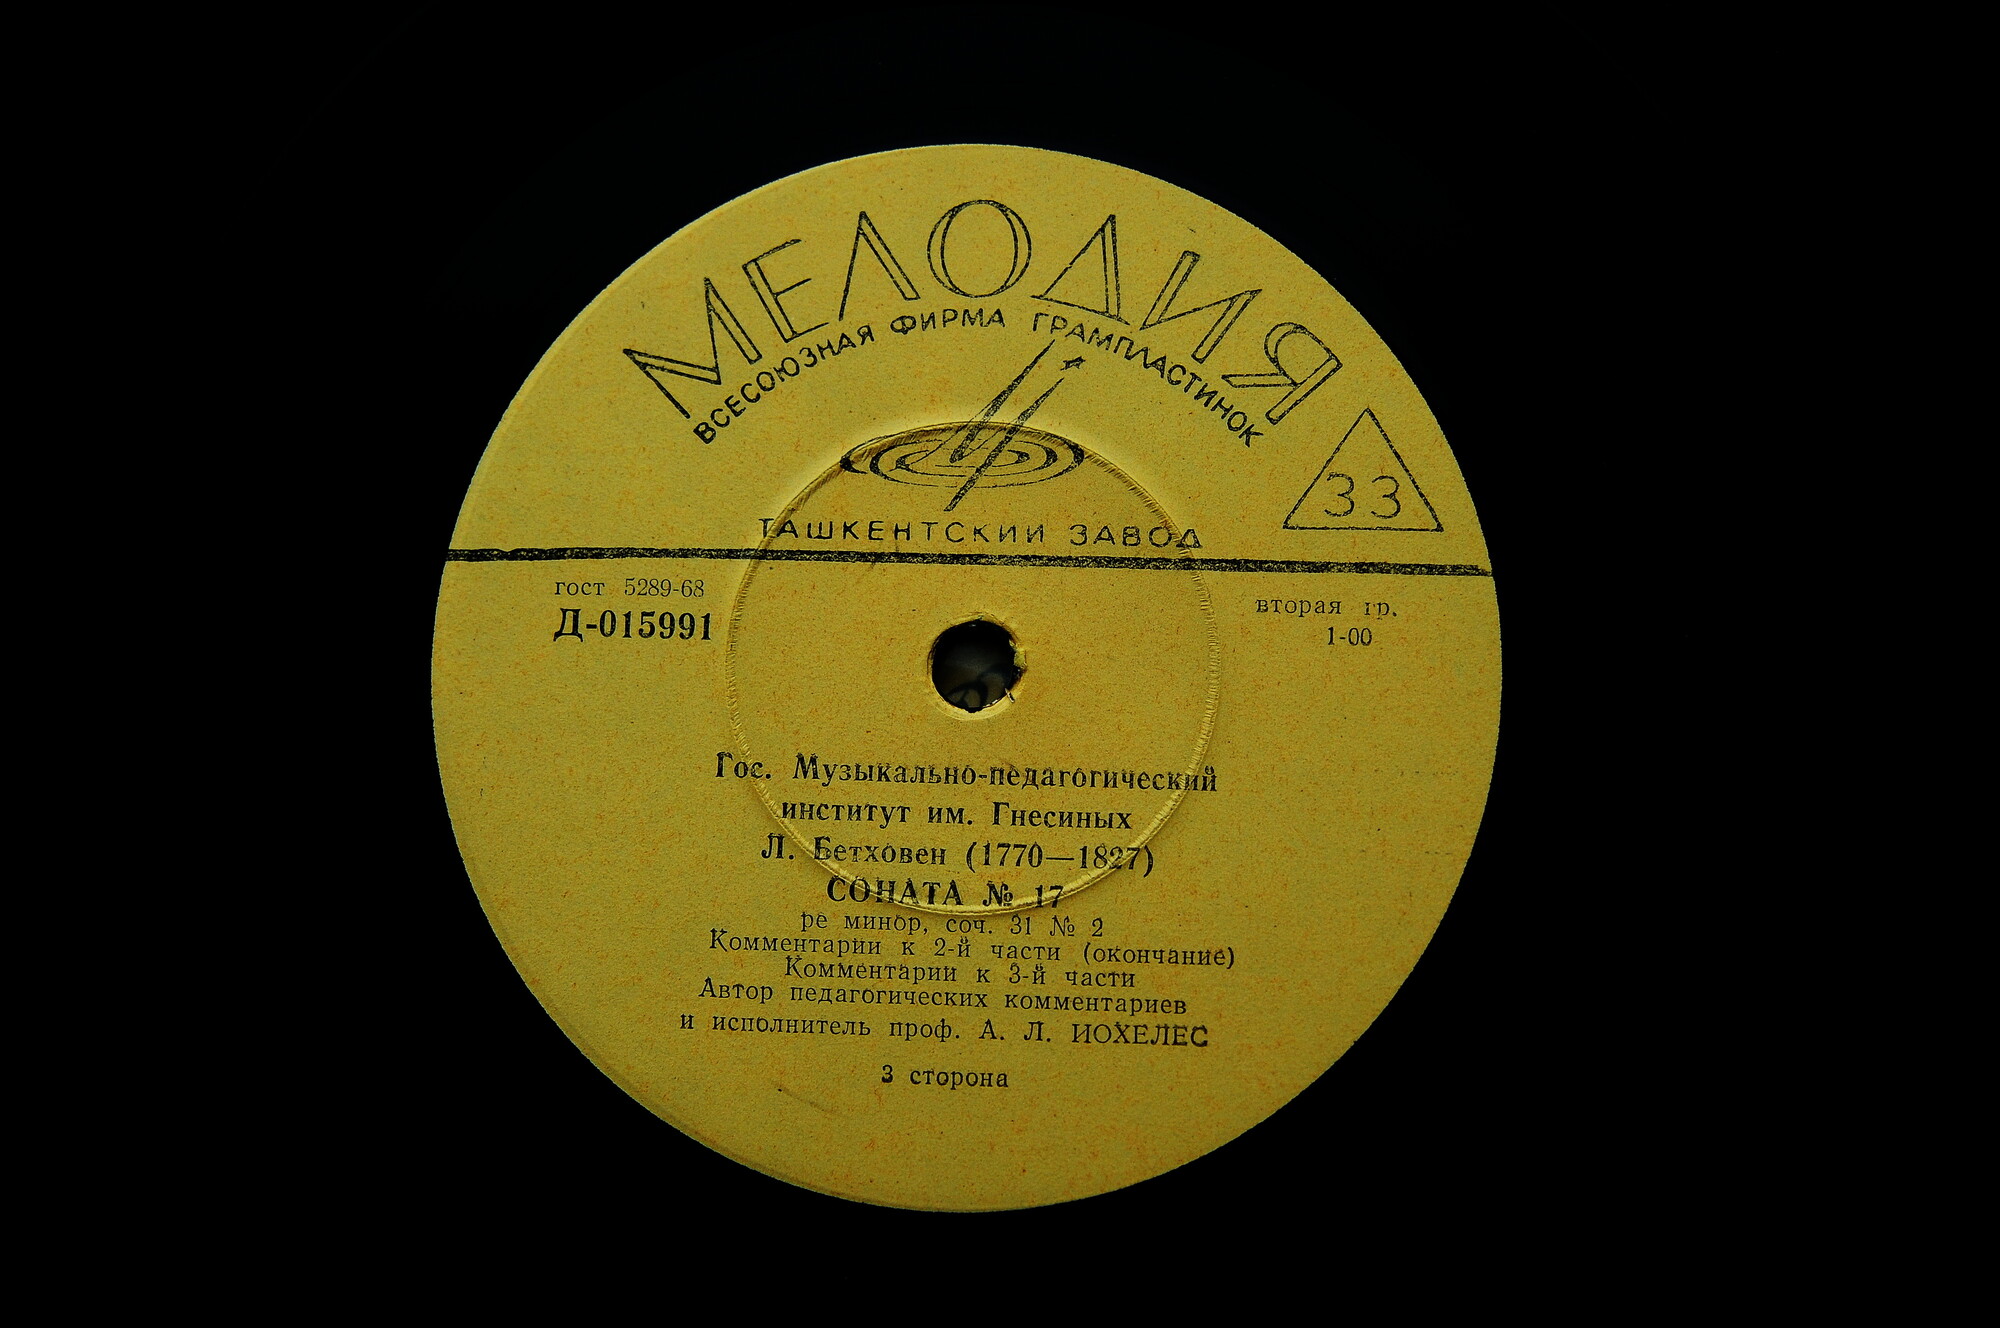 МЕЛОДИЯ
ВСЕСОЮЗНАЯ ФИРМА ГРАМПЛАСТИНОК
33
ТАШКЕНТСКИЙ ЗАВОД
гост 5289-68
Д-015991
вторая гр.
1-00
Гос. Музыкально-педагогический
институт им. Гнесиных
Л. Бетховен (1770—1827)
СОНАТА № 17
ре минор, соч. 31 № 2
Комментарии к 2-й части (окончание)
Комментарии к 3-й части
Автор педагогических комментариев
и исполнитель проф. А. Л. ИОХЕЛЕС
3 сторона